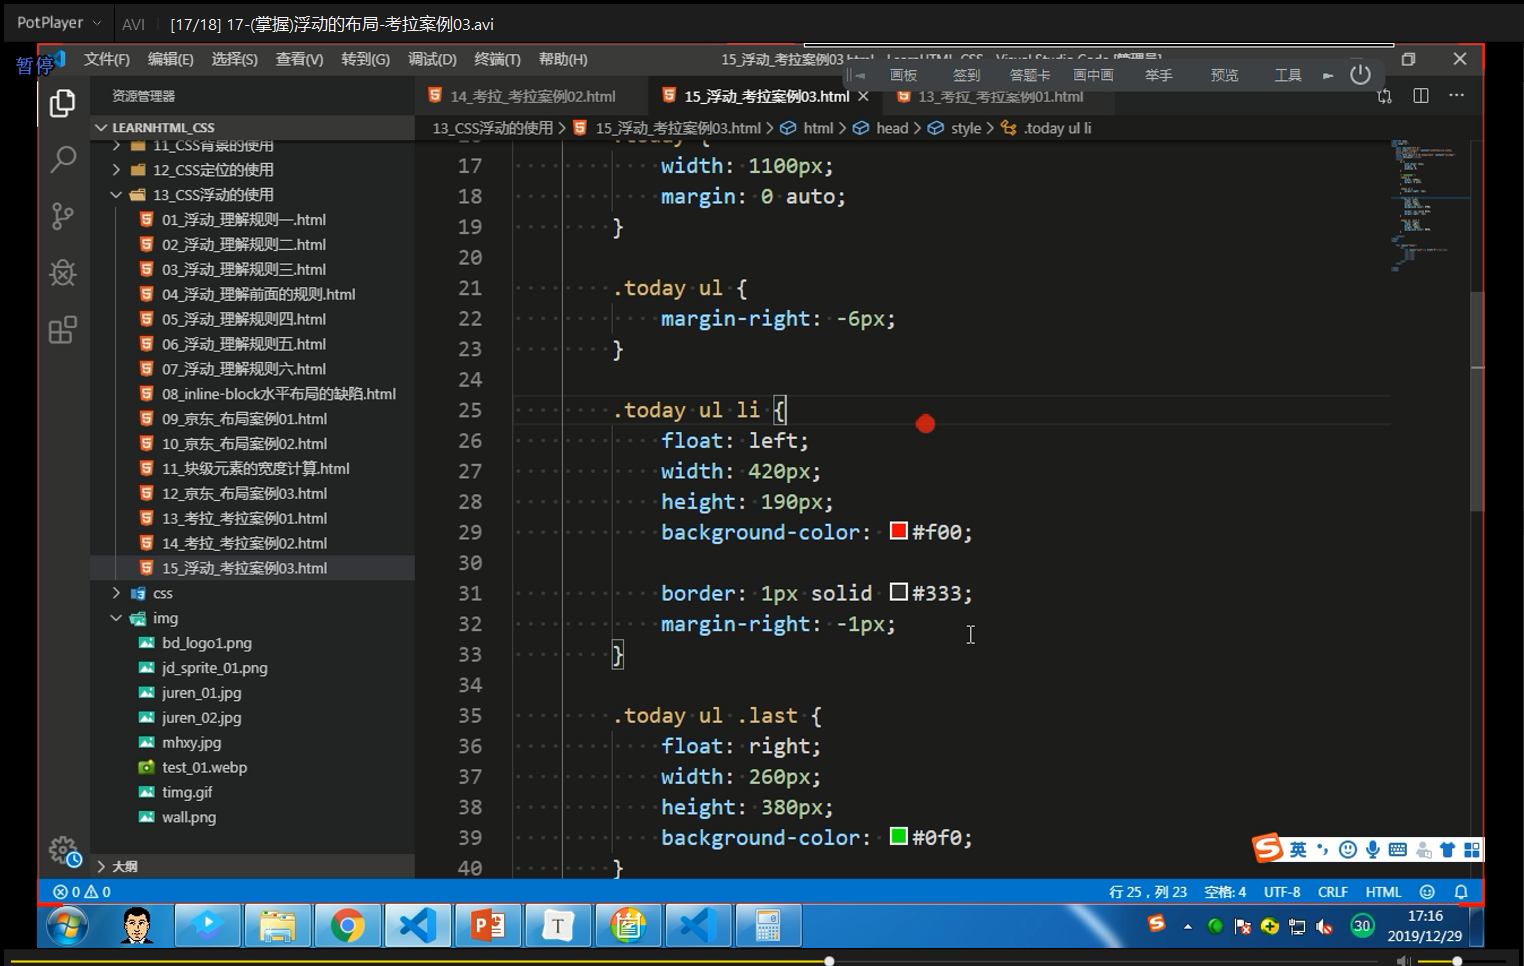 PotPlayer AVI [17/18] 17-(掌握)浮动的布局-考拉案例03.avi
暂停
文件(F) 编辑(E) 选择(S) 查看(V) 转到(G) 调试(D) 终端(T) 帮助(H)
画板 签到 答题卡 画中画 举手 预览 工具
资源管理器
14_考拉_考拉案例02.html 15_浮动_考拉案例03.html 13_考拉_考拉案例01.html
LEARNHTML_CSS
13_CSS浮动的使用 > 15_浮动_考拉案例03.html > html > head > style > .today ul li
11_CSS背景的使用
12_CSS定位的使用
13_CSS浮动的使用
01_浮动_理解规则一.html
02_浮动_理解规则二.html
03_浮动_理解规则三.html
04_浮动_理解前面的规则.html
05_浮动_理解规则四.html
06_浮动_理解规则五.html
07_浮动_理解规则六.html
08_inline-block水平布局的缺陷.html
09_京东_布局案例01.html
10_京东_布局案例02.html
11_块级元素的宽度计算.html
12_京东_布局案例03.html
13_考拉_考拉案例01.html
14_考拉_考拉案例02.html
15_浮动_考拉案例03.html
css
img
bd_logo1.png
jd_sprite_01.png
juren_01.jpg
juren_02.jpg
mhxy.jpg
test_01.webp
timg.gif
wall.png
大纲
17 width: 1100px;
18 margin: 0 auto;
19 }
20
21 .today ul {
22 margin-right: -6px;
23 }
24
25 .today ul li {
26 float: left;
27 width: 420px;
28 height: 190px;
29 background-color: #f00;
30
31 border: 1px solid #333;
32 margin-right: -1px;
33 }
34
35 .today ul .last {
36 float: right;
37 width: 260px;
38 height: 380px;
39 background-color: #0f0;
40 }
英
0 0 行 25，列 23 空格: 4 UTF-8 CRLF HTML
30
17:16
2019/12/29